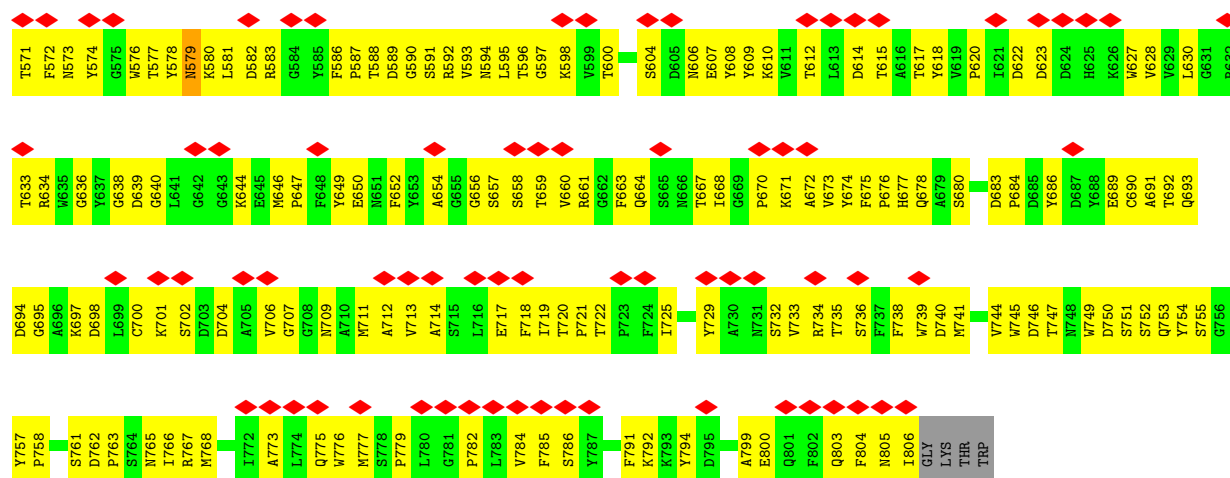 T571 F572 N573 Y574 G575 W576 T577 Y578 N579 K580 L581 D582 R583 G584 Y585 F586 P587 T588 D589 G590 S591 R592 V593 N594 L595 T596 G597 K598 V599 T600 S604 D605 N606 E607 Y608 Y609 K610 V611 T612 L613 D614 T615 A616 T617 Y618 V619 P620 I621 D622 D623 D624 H625 K626 W627 V628 V629 L630 G631 R632
T633 R634 W635 G636 Y637 G638 D639 G640 L641 G642 G643 K644 E645 M646 P647 F648 Y649 E650 N651 F652 Y653 A654 G655 G656 S657 S658 T659 V660 R661 G662 F663 Q664 S665 N666 T667 I668 G669 P670 K671 A672 V673 Y674 F675 P676 H677 Q678 A679 S680 D683 P684 D685 Y686 D687 Y688 E689 C690 A691 T692 Q693
D694 G695 A696 K697 D698 L699 C700 K701 S702 D703 D704 A705 V706 G707 G708 N709 A710 M711 A712 V713 A714 S715 L716 E717 F718 I719 T720 P721 T722 P723 F724 I725 Y729 A730 N731 S732 V733 R734 T735 S736 F737 F738 W739 D740 M741 V744 W745 D746 T747 N748 W749 D750 S751 S752 Q753 Y754 S755 G756
Y757 P758 S761 D762 P763 S764 N765 I766 R767 M768 I772 A773 L774 Q775 W776 M777 S778 P779 L780 G781 P782 L783 V784 F785 S786 Y787 F791 K792 K793 Y794 D795 A799 E800 Q801 F802 Q803 F804 N805 I806 GLY LYS THR TRP